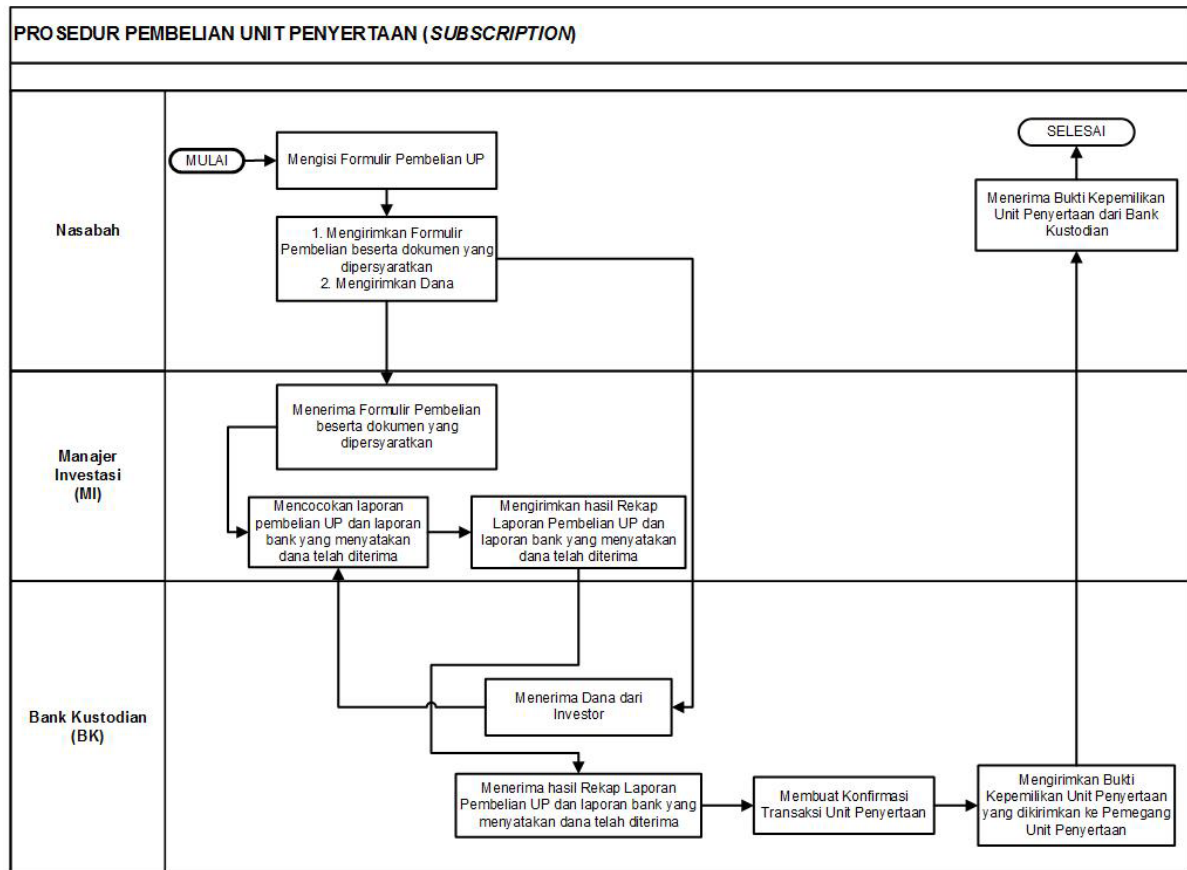 PROSEDUR PEMBELIAN UNIT PENYERTAAN (SUBSCRIPTION)
Nasabah
MULAI
Mengisi Formulir Pembelian UP
1. Mengirimkan Formulir
Pembelian beserta dokumen yang
dipersyaratkan
2. Mengirimkan Dana
SELESAI
Menerima Bukti Kepemilikan
Unit Penyertaan dari Bank
Kustodian
Manajer
Investasi
(MI)
Menerima Formulir Pembelian
beserta dokumen yang
dipersyaratkan
Mencocokan laporan
pembelian UP dan laporan
bank yang menyatakan
dana telah diterima
Mengirimkan hasil Rekap
Laporan Pembelian UP dan
laporan bank yang menyatakan
dana telah diterima
Bank Kustodian
(BK)
Menerima Dana dari
Investor
Menerima hasil Rekap Laporan
Pembelian UP dan laporan bank yang
menyatakan dana telah diterima
Membuat Konfirmasi
Transaksi Unit Penyertaan
Mengirimkan Bukti
Kepemilikan Unit Penyertaan
yang dikirimkan ke Pemegang
Unit Penyertaan